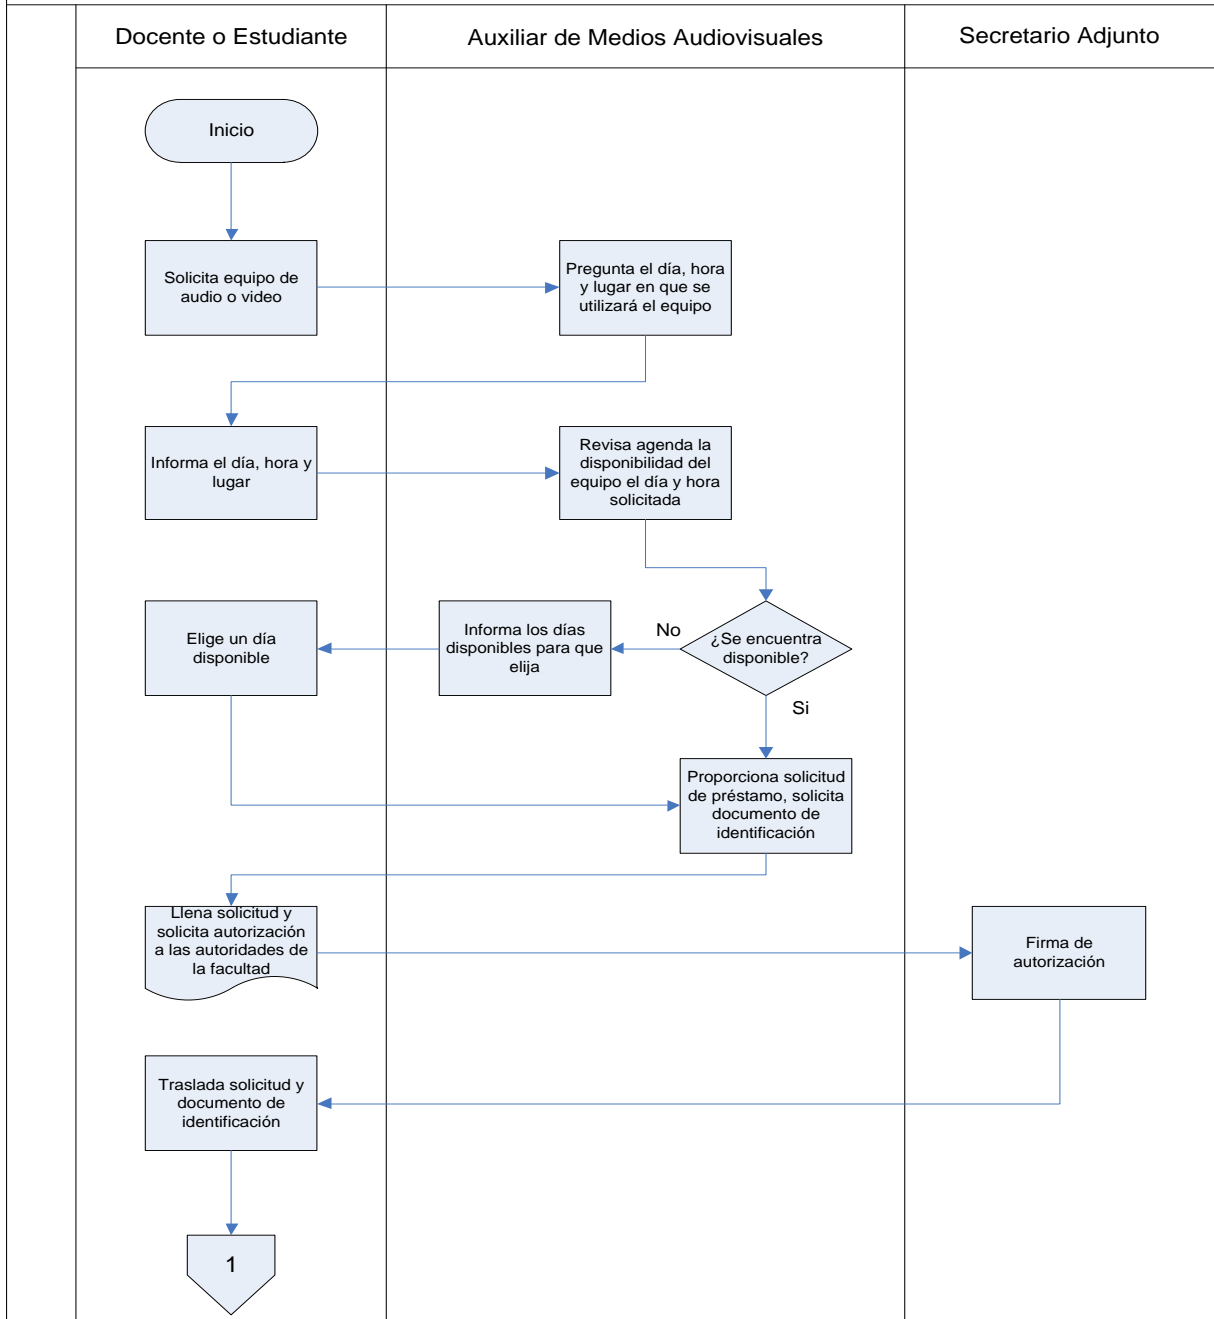 Docente o Estudiante
Auxiliar de Medios Audiovisuales
Secretario Adjunto
Inicio
Solicita equipo de
audio o video
Pregunta el día, hora
y lugar en que se
utilizará el equipo
Informa el día, hora y
lugar
Revisa agenda la
disponibilidad del
equipo el día y hora
solicitada
¿Se encuentra
disponible?
No
Informa los días
disponibles para que
elija
Elige un día
disponible
Si
Proporciona solicitud
de préstamo, solicita
documento de
identificación
Llena solicitud y
solicita autorización
a las autoridades de
la facultad
Firma de
autorización
Traslada solicitud y
documento de
identificación
1